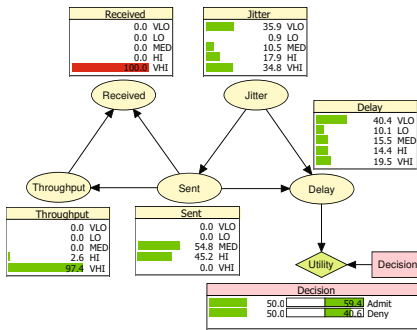 Received
0.0 VLO
0.0 LO
0.0 MED
0.0 HI
100.0 VHI
Jitter
35.9 VLO
0.9 LO
10.5 MED
17.9 HI
34.8 VHI
Received
Jitter
Delay
40.4 VLO
10.1 LO
15.5 MED
14.4 HI
19.5 VHI
Throughput
Sent
Delay
Throughput
0.0 VLO
0.0 LO
0.0 MED
2.6 HI
97.4 VHI
Sent
0.0 VLO
0.0 LO
54.8 MED
45.2 HI
0.0 VHI
Utility
Decision
Decision
50.0 59.4 Admit
50.0 40.6 Deny